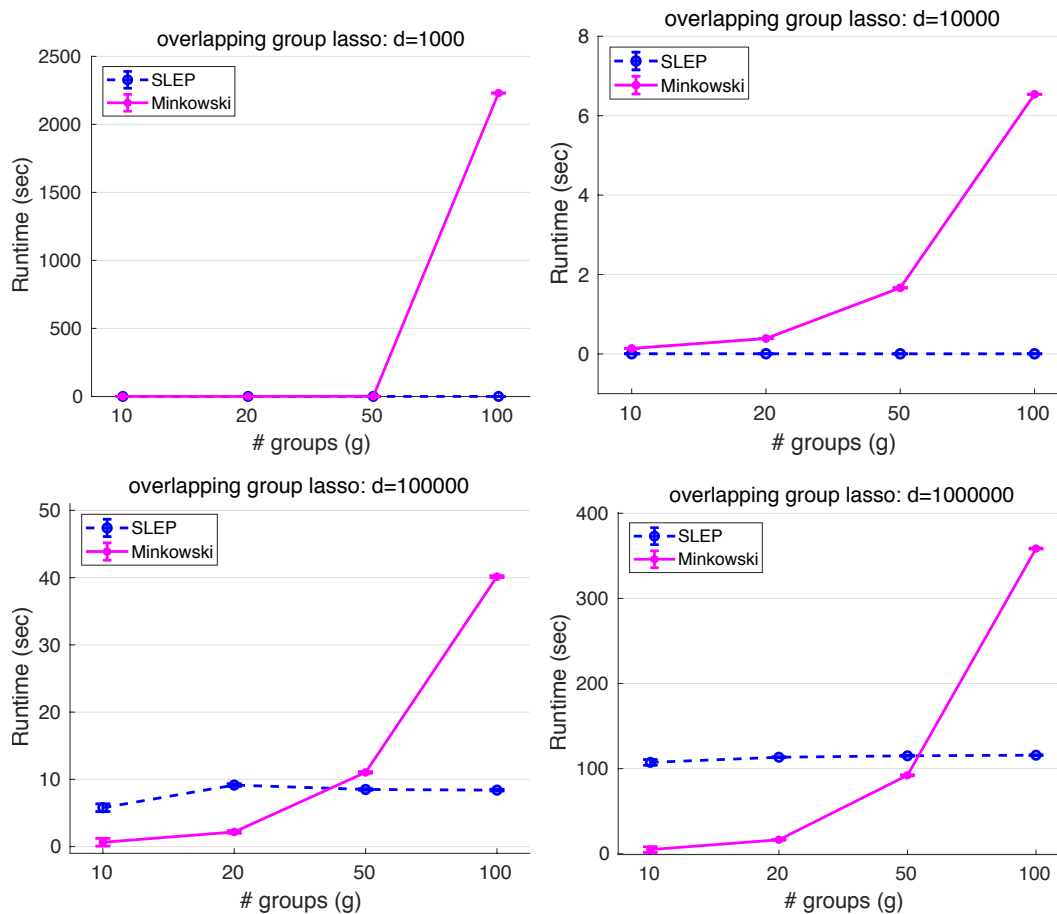 overlapping group lasso: d=1000
2500
2000
1500
1000
500
0
Runtime (sec)
SLEP
Minkowski
10 20 50 100
# groups (g)
overlapping group lasso: d=10000
8
6
4
2
0
Runtime (sec)
SLEP
Minkowski
10 20 50 100
# groups (g)
overlapping group lasso: d=100000
50
40
30
20
10
0
Runtime (sec)
SLEP
Minkowski
10 20 50 100
# groups (g)
overlapping group lasso: d=1000000
400
300
200
100
0
Runtime (sec)
SLEP
Minkowski
10 20 50 100
# groups (g)